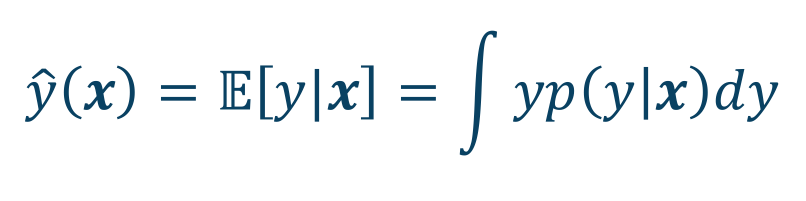 ŷ(𝒙) = 𝔼[y|𝒙] = ∫ yp(y|𝒙)dy